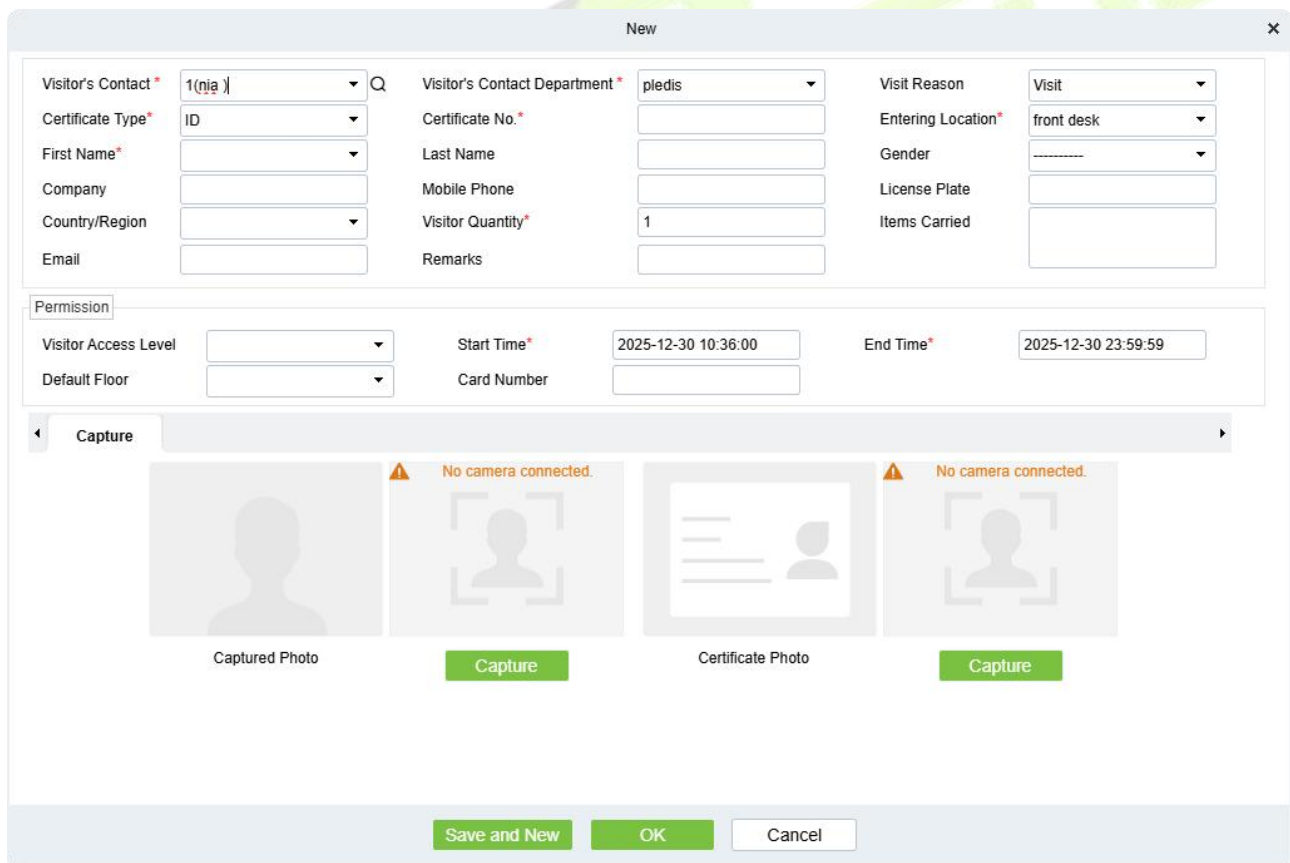 New ×
Visitor's Contact * 1(nia ) Visitor's Contact Department * pledis Visit Reason Visit
Certificate Type* ID Certificate No.* Entering Location* front desk
First Name* Last Name Gender ----------
Company Mobile Phone License Plate
Country/Region Visitor Quantity* 1 Items Carried
Email Remarks
Permission
Visitor Access Level Start Time* 2025-12-30 10:36:00 End Time* 2025-12-30 23:59:59
Default Floor Card Number
Capture
No camera connected. No camera connected.
Captured Photo Capture Certificate Photo Capture
Save and New OK Cancel